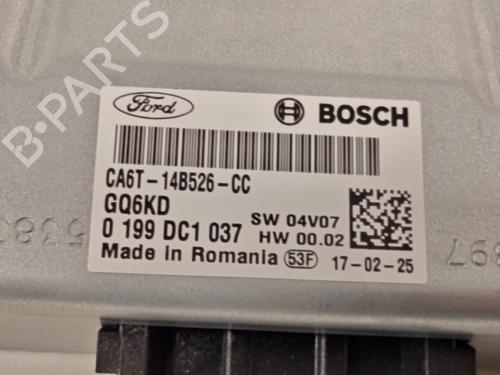 Ford BOSCH
CA6T-14B526-CC
GQ6KD
0 199 DC1 037 SW 04V07
HW 00.02
Made in Romania 53F 17-02-25
B-PARTS